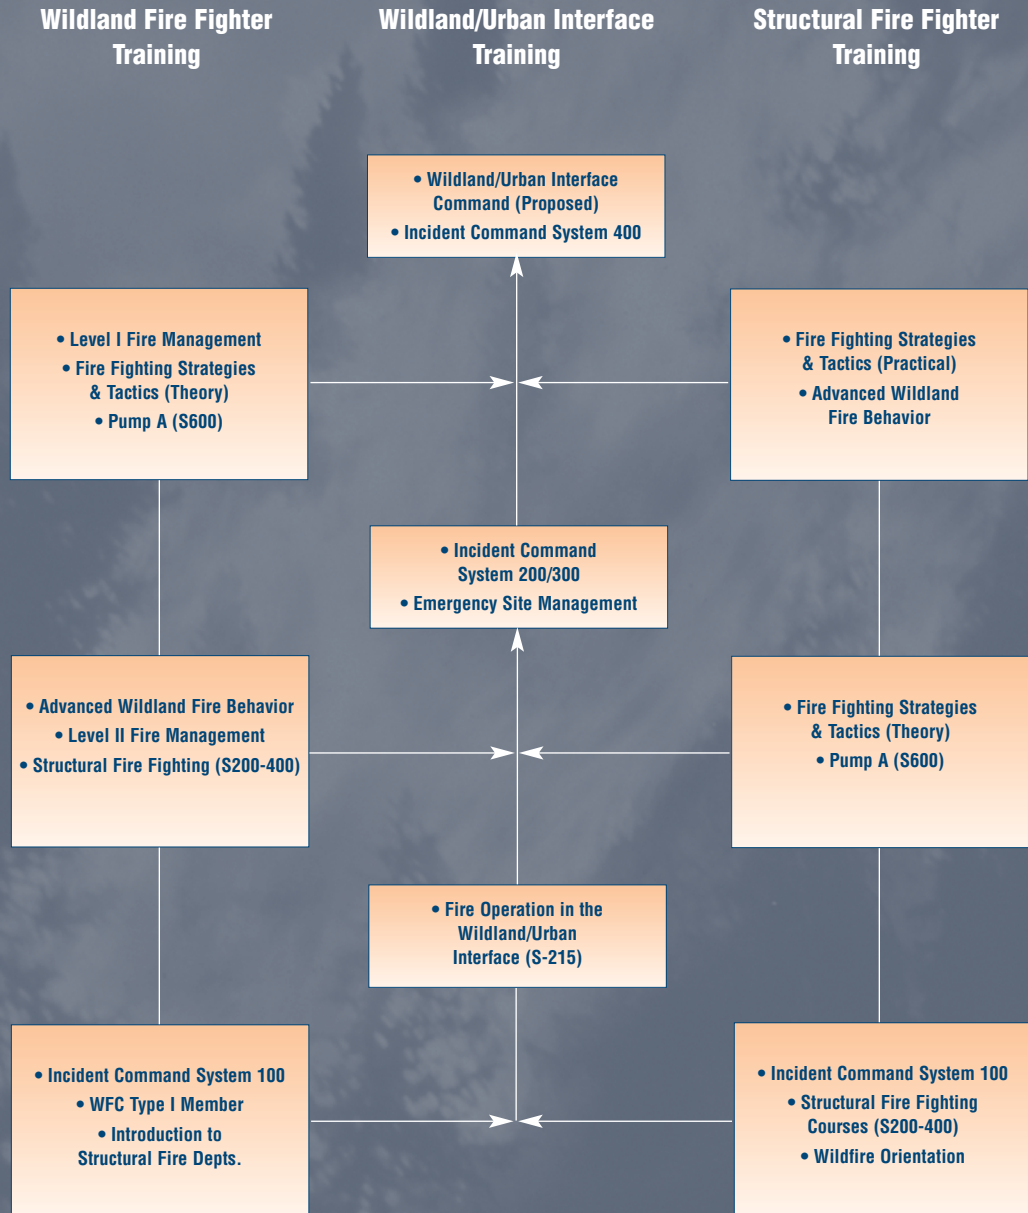 Wildland Fire Fighter
Training
Wildland/Urban Interface
Training
Structural Fire Fighter
Training
• Wildland/Urban Interface
Command (Proposed)
• Incident Command System 400
• Level I Fire Management
• Fire Fighting Strategies
& Tactics (Theory)
• Pump A (S600)
• Fire Fighting Strategies
& Tactics (Practical)
• Advanced Wildland
Fire Behavior
• Incident Command
System 200/300
• Emergency Site Management
• Advanced Wildland Fire Behavior
• Level II Fire Management
• Structural Fire Fighting (S200-400)
• Fire Fighting Strategies
& Tactics (Theory)
• Pump A (S600)
• Fire Operation in the
Wildland/Urban
Interface (S-215)
• Incident Command System 100
• WFC Type I Member
• Introduction to
Structural Fire Depts.
• Incident Command System 100
• Structural Fire Fighting
Courses (S200-400)
• Wildfire Orientation